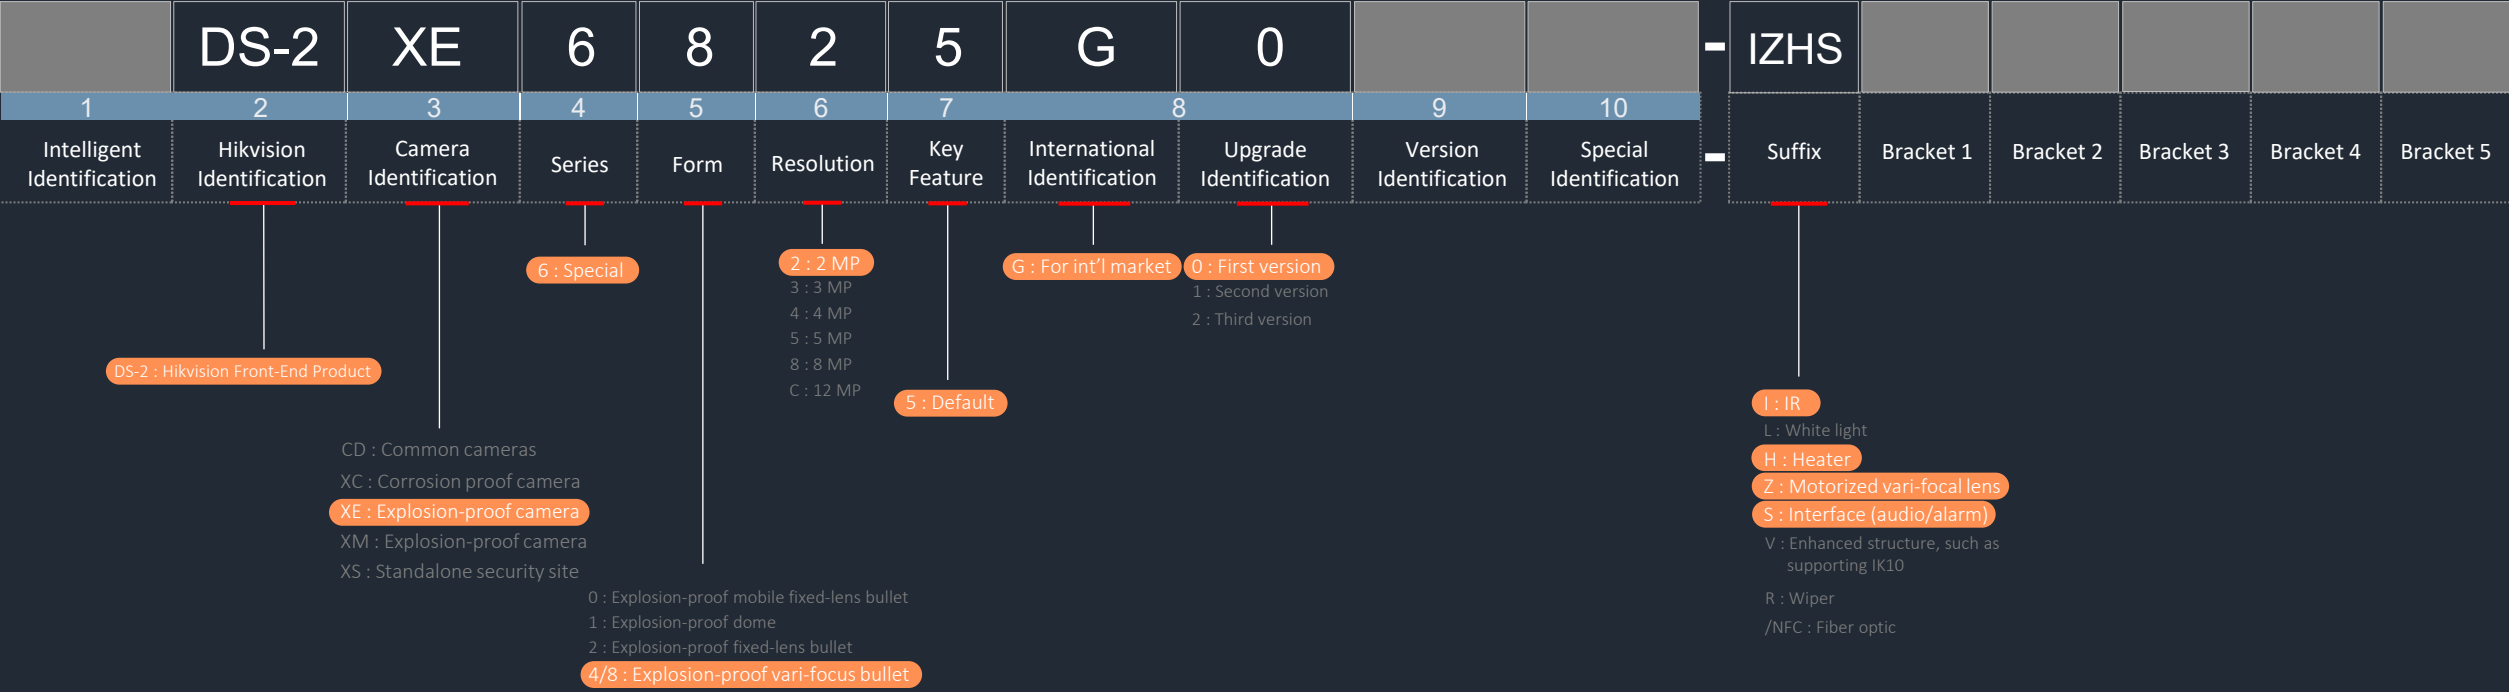 DS-2 XE 6 8 2 5 G 0 - IZHS
1 2 3 4 5 6 7 8 9 10
Intelligent Identification
Hikvision Identification
Camera Identification
Series
Form
Resolution
Key Feature
International Identification
Upgrade Identification
Version Identification
Special Identification
-
Suffix
Bracket 1
Bracket 2
Bracket 3
Bracket 4
Bracket 5
DS-2 : Hikvision Front-End Product
CD : Common cameras
XC : Corrosion proof camera
XE : Explosion-proof camera
XM : Explosion-proof camera
XS : Standalone security site
6 : Special
0 : Explosion-proof mobile fixed-lens bullet
1 : Explosion-proof dome
2 : Explosion-proof fixed-lens bullet
4/8 : Explosion-proof vari-focus bullet
2 : 2 MP
3 : 3 MP
4 : 4 MP
5 : 5 MP
8 : 8 MP
C : 12 MP
5 : Default
G : For int’l market
0 : First version
1 : Second version
2 : Third version
I : IR
L : White light
H : Heater
Z : Motorized vari-focal lens
S : Interface (audio/alarm)
V : Enhanced structure, such as
supporting IK10
R : Wiper
/NFC : Fiber optic